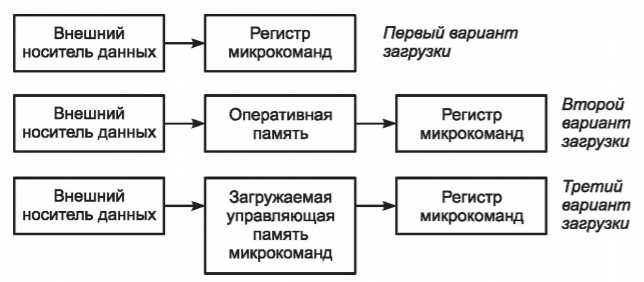 Внешний
носитель данных
Регистр
микрокоманд
Первый вариант
загрузки
Внешний
носитель данных
Оперативная
память
Регистр
микрокоманд
Второй
вариант
загрузки
Внешний
носитель данных
Загружаемая
управляющая
память
микрокоманд
Регистр
микрокоманд
Третий
вариант
загрузки